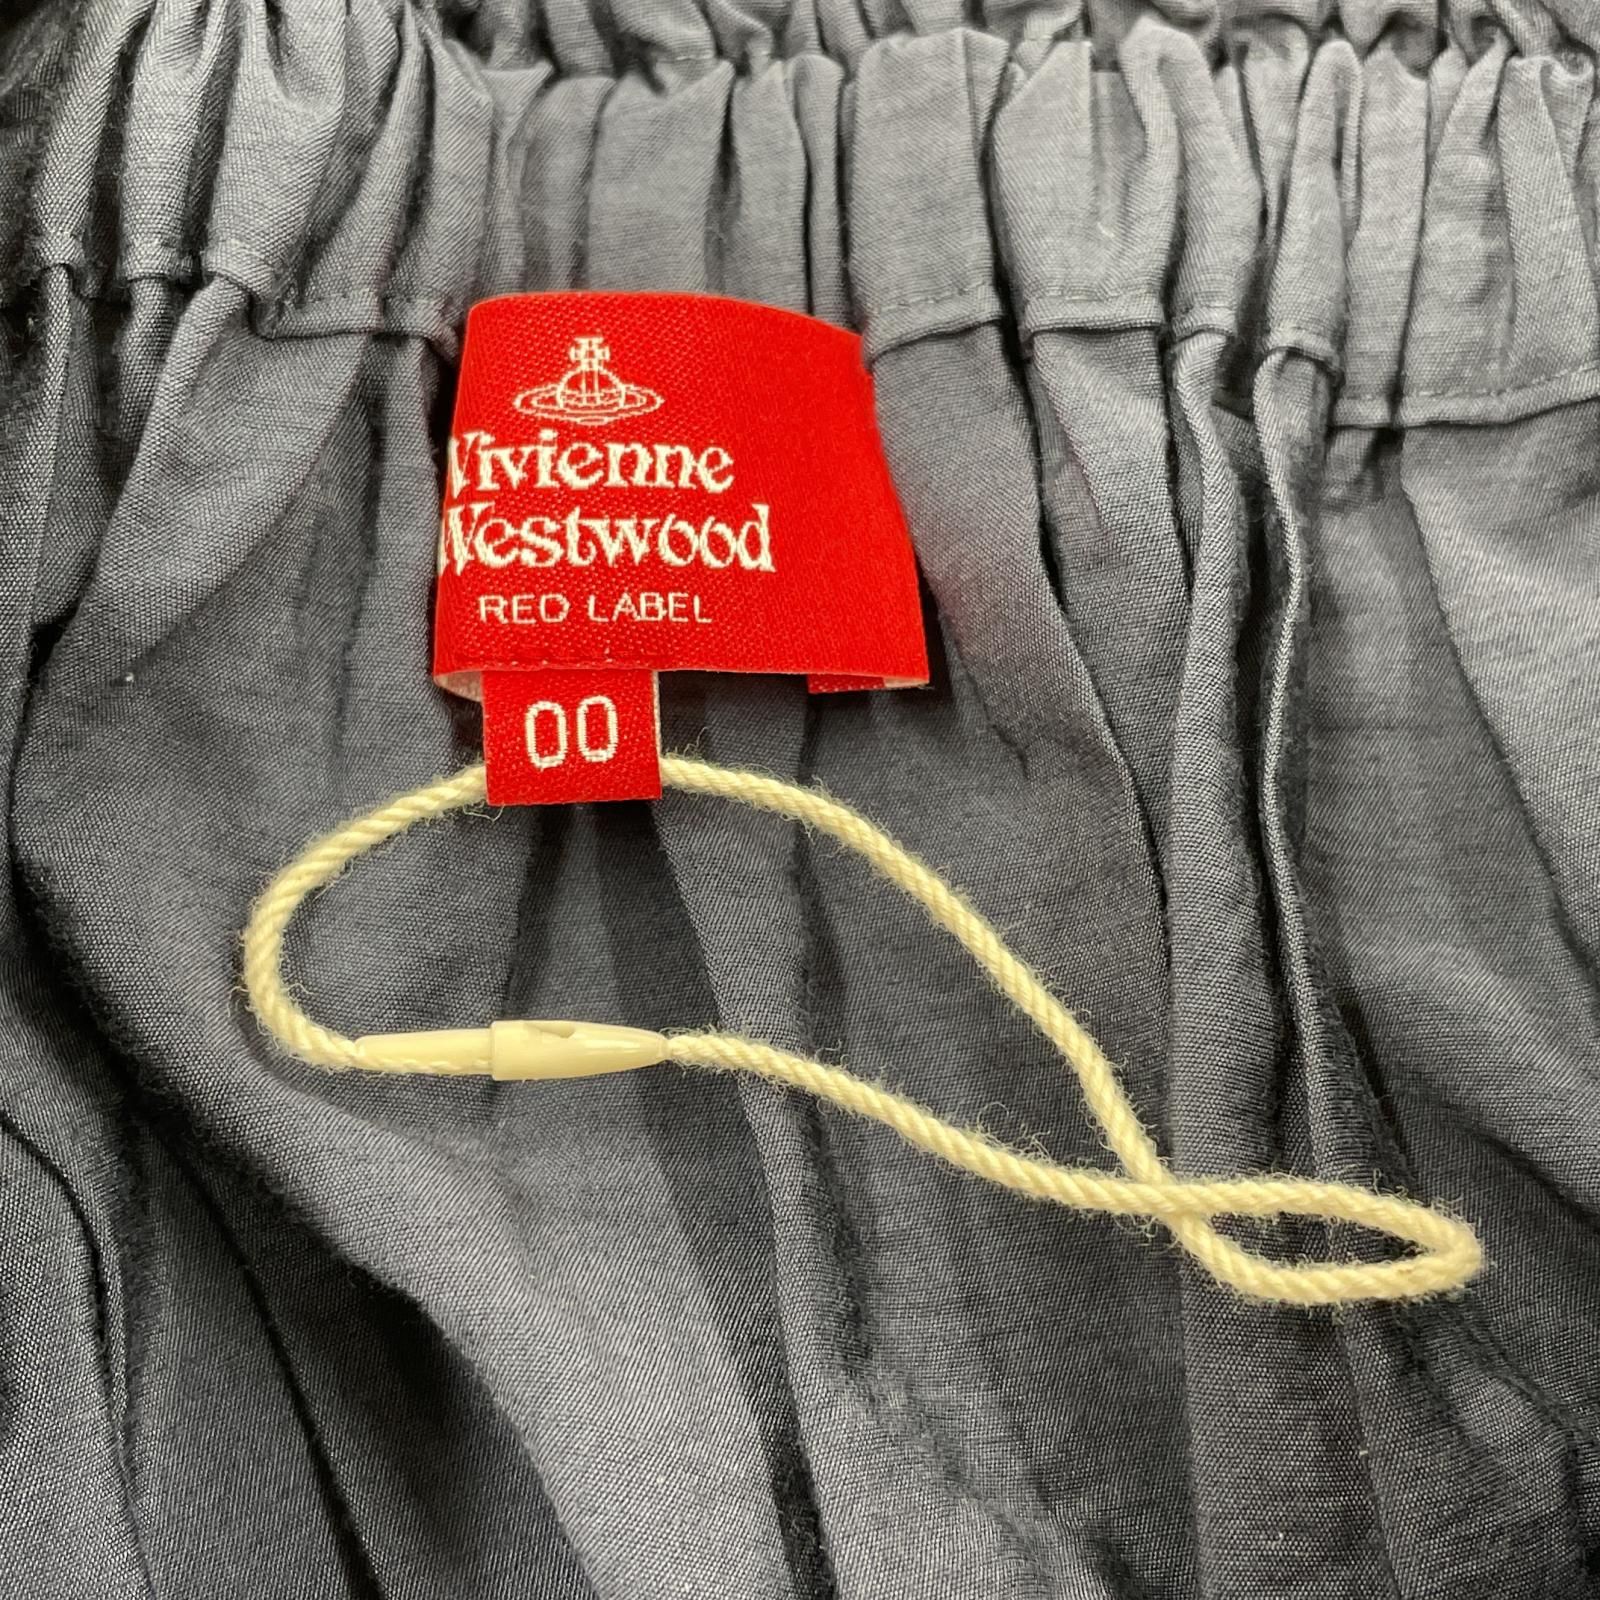 Vivienne
Westwood
RED LABEL
00